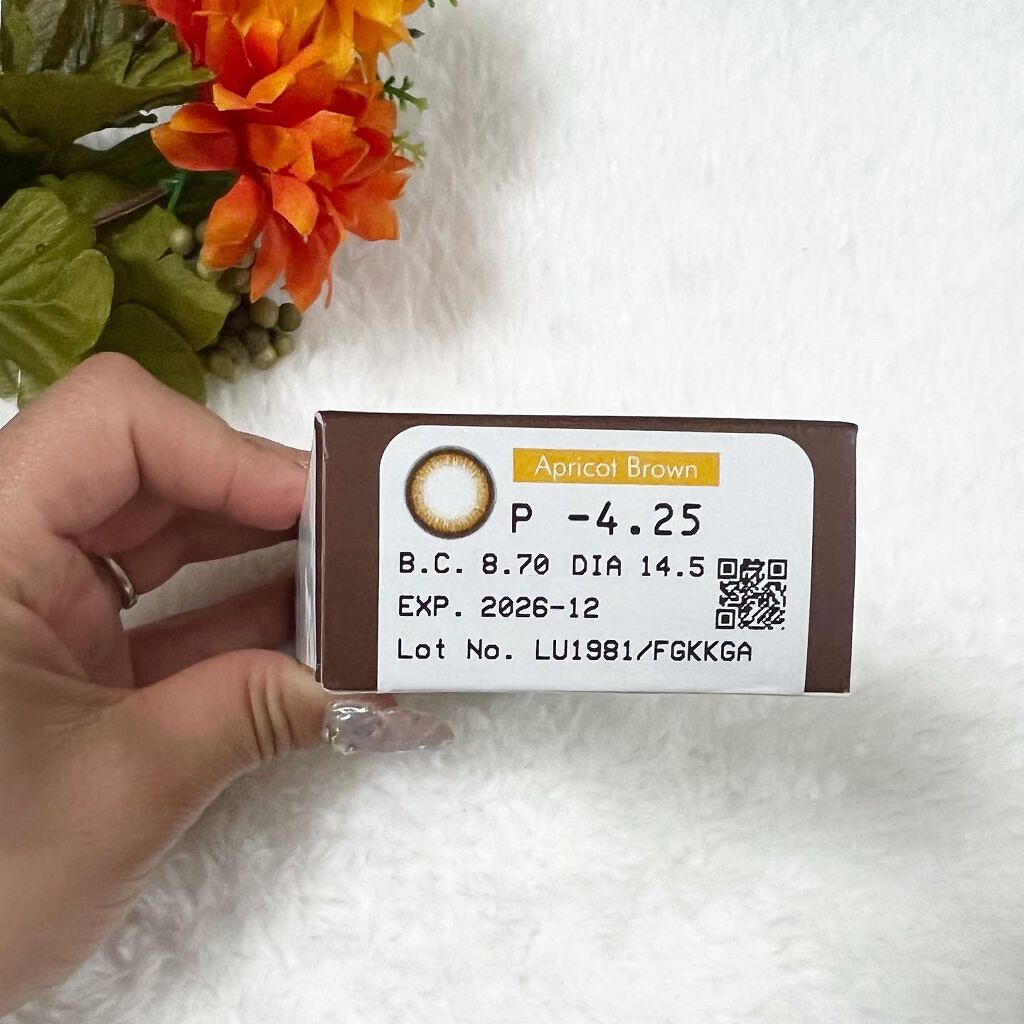 Apricot Brown
P -4.25
B.C. 8.70 DIA 14.5
EXP. 2026-12
Lot No. LU1981/FGKKGA